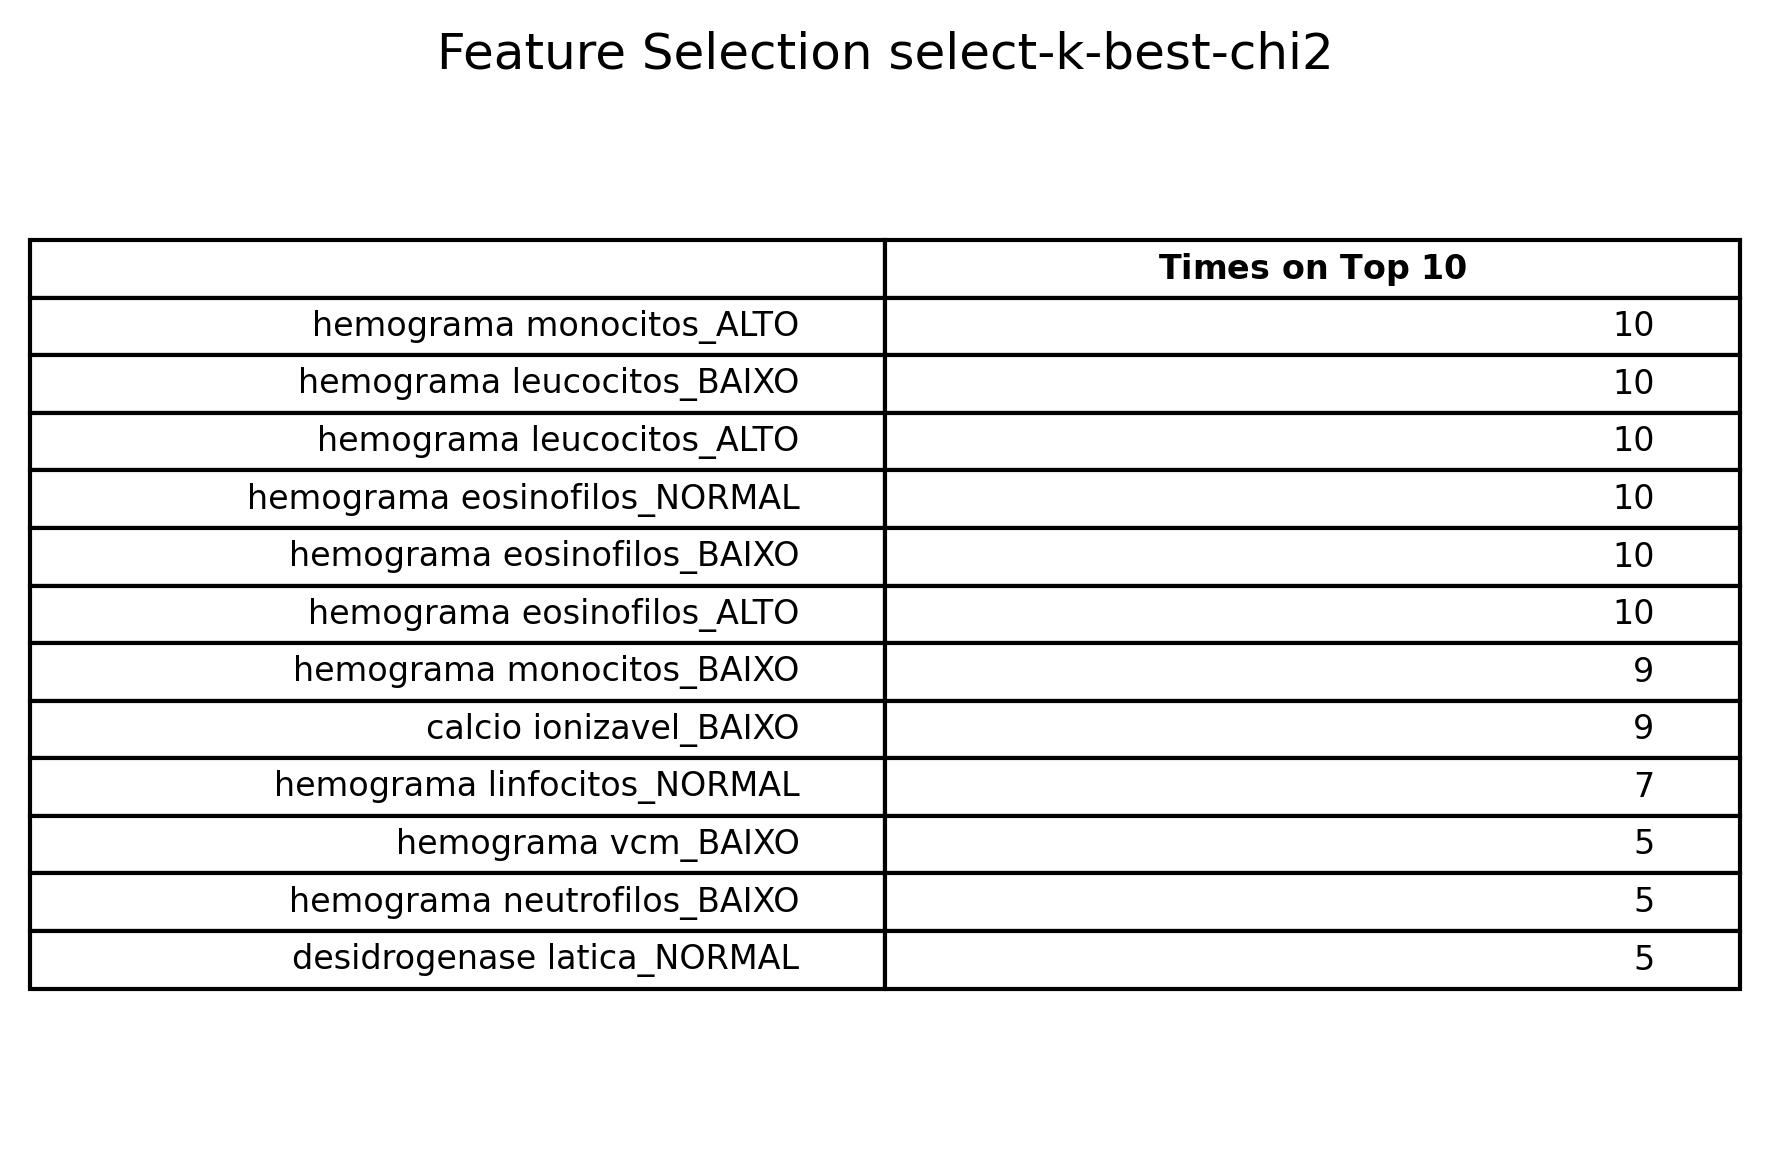 Feature Selection select-k-best-chi2
Times on Top 10
hemograma monocitos_ALTO 10
hemograma leucocitos_BAIXO 10
hemograma leucocitos_ALTO 10
hemograma eosinofilos_NORMAL 10
hemograma eosinofilos_BAIXO 10
hemograma eosinofilos_ALTO 10
hemograma monocitos_BAIXO 9
calcio ionizavel_BAIXO 9
hemograma linfocitos_NORMAL 7
hemograma vcm_BAIXO 5
hemograma neutrofilos_BAIXO 5
desidrogenase latica_NORMAL 5